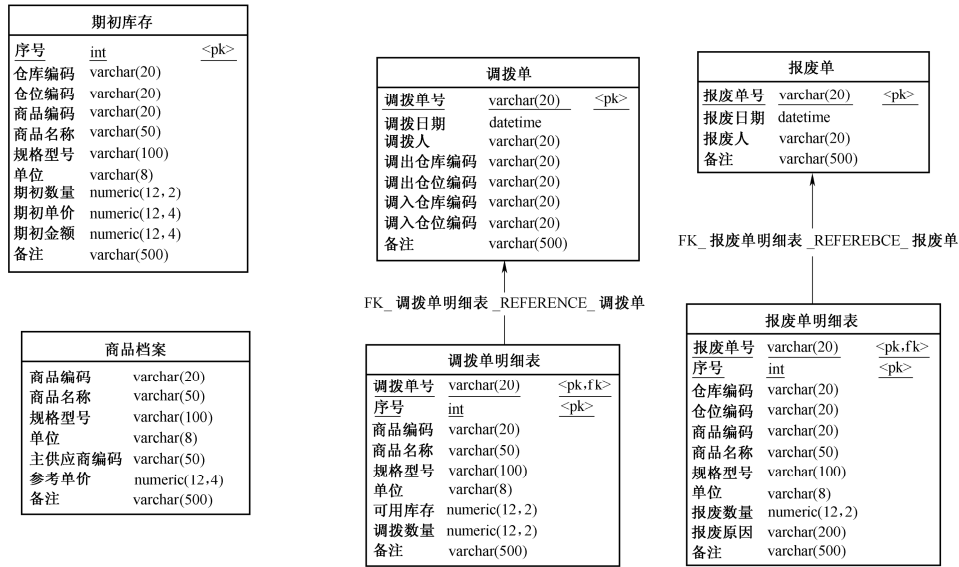 期初库存
序号 int <pk>
仓库编码 varchar(20)
仓位编码 varchar(20)
商品编码 varchar(20)
商品名称 varchar(50)
规格型号 varchar(100)
单位 varchar(8)
期初数量 numeric(12,2)
期初单价 numeric(12,4)
期初金额 numeric(12,4)
备注 varchar(500)
商品档案
商品编码 varchar(20)
商品名称 varchar(50)
规格型号 varchar(100)
单位 varchar(8)
主供应商编码 varchar(50)
参考单价 numeric(12,4)
备注 varchar(500)
调拨单
调拨单号 varchar(20) <pk>
调拨日期 datetime
调拨人 varchar(20)
调出仓库编码 varchar(20)
调出仓位编码 varchar(20)
调入仓库编码 varchar(20)
调入仓位编码 varchar(20)
备注 varchar(500)
FK_调拨单明细表_REFERENCE_调拨单
调拨单明细表
调拨单号 varchar(20) <pk,fk>
序号 int <pk>
商品编码 varchar(20)
商品名称 varchar(50)
规格型号 varchar(100)
单位 varchar(8)
可用库存 numeric(12,2)
调拨数量 numeric(12,2)
备注 varchar(500)
报废单
报废单号 varchar(20) <pk>
报废日期 datetime
报废人 varchar(20)
备注 varchar(500)
FK_报废单明细表_REFEREBCE_报废单
报废单明细表
报废单号 varchar(20) <pk,fk>
序号 int <pk>
仓库编码 varchar(20)
仓位编码 varchar(20)
商品编码 varchar(20)
商品名称 varchar(50)
规格型号 varchar(100)
单位 varchar(8)
报废数量 numeric(12,2)
报废原因 varchar(200)
备注 varchar(500)